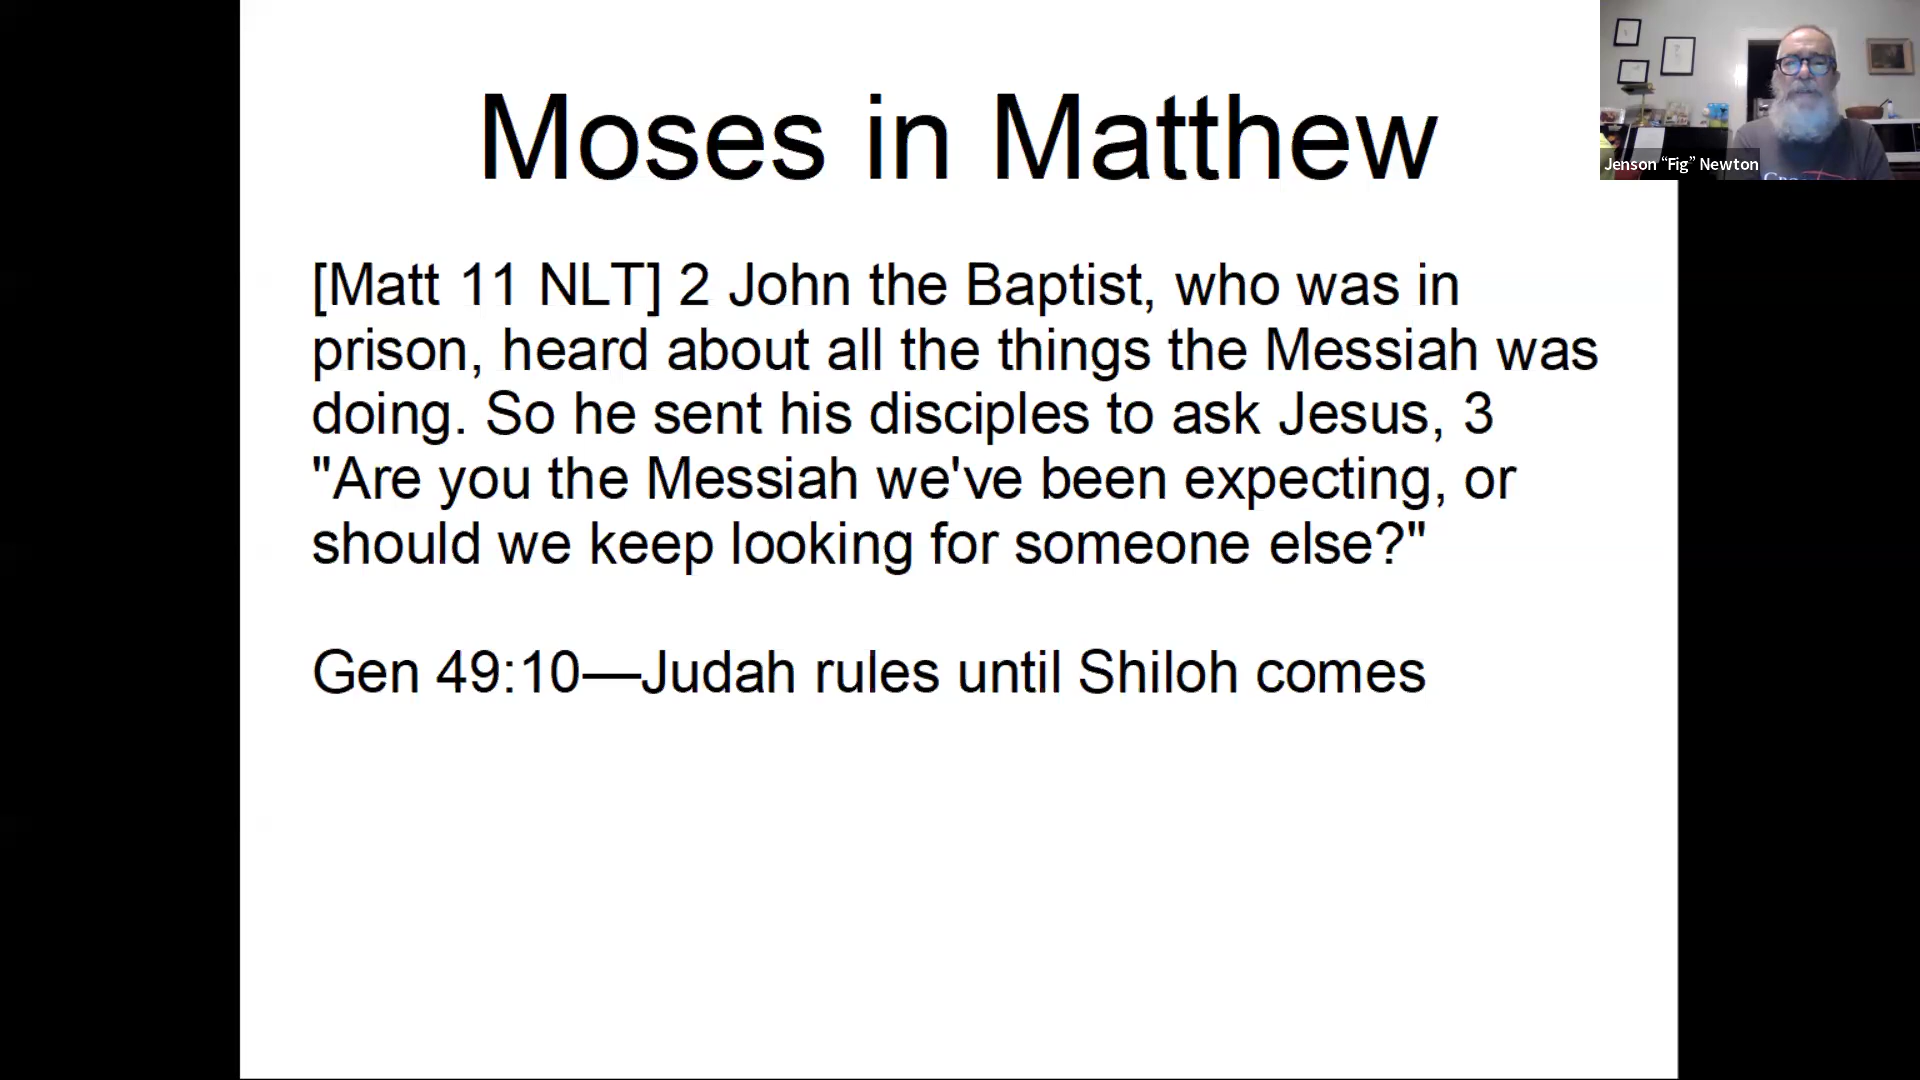 Moses in Matthew
Jenson “Fig” Newton
[Matt 11 NLT] 2 John the Baptist, who was in
prison, heard about all the things the Messiah was
doing. So he sent his disciples to ask Jesus, 3
"Are you the Messiah we've been expecting, or
should we keep looking for someone else?"
Gen 49:10—Judah rules until Shiloh comes